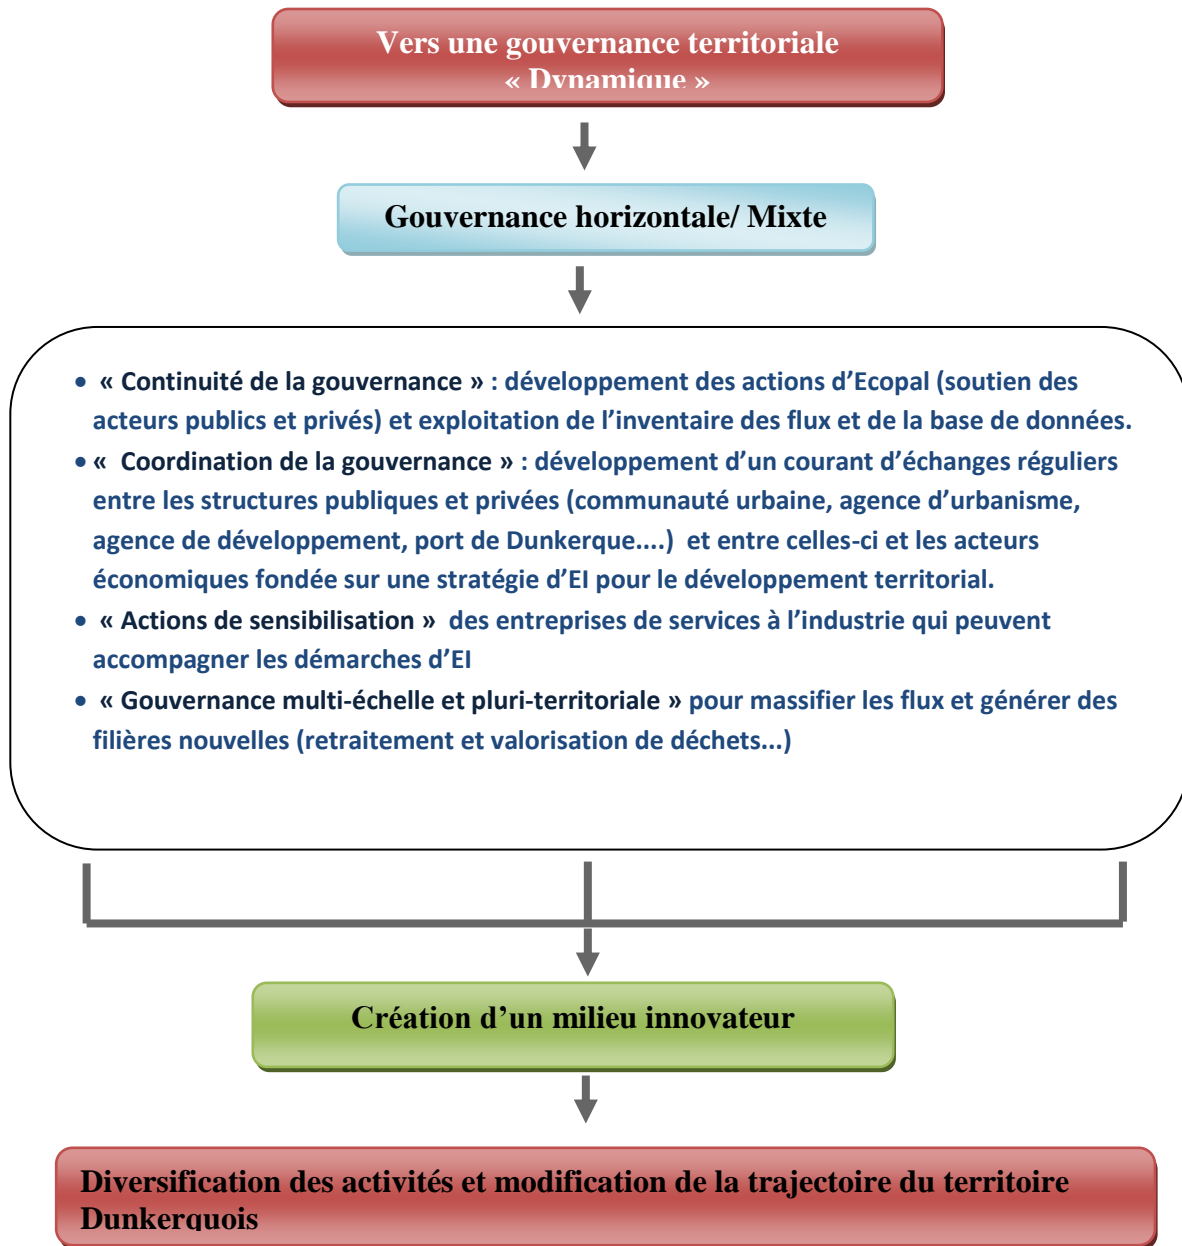 Vers une gouvernance territoriale
« Dynamique »
Gouvernance horizontale/ Mixte
• « Continuité de la gouvernance » : développement des actions d’Ecopal (soutien des
acteurs publics et privés) et exploitation de l’inventaire des flux et de la base de données.
• « Coordination de la gouvernance » : développement d’un courant d’échanges réguliers
entre les structures publiques et privées (communauté urbaine, agence d’urbanisme,
agence de développement, port de Dunkerque....) et entre celles-ci et les acteurs
économiques fondée sur une stratégie d’EI pour le développement territorial.
• « Actions de sensibilisation » des entreprises de services à l’industrie qui peuvent
accompagner les démarches d’EI
• « Gouvernance multi-échelle et pluri-territoriale » pour massifier les flux et générer des
filières nouvelles (retraitement et valorisation de déchets...)
Création d’un milieu innovateur
Diversification des activités et modification de la trajectoire du territoire
Dunkerquois